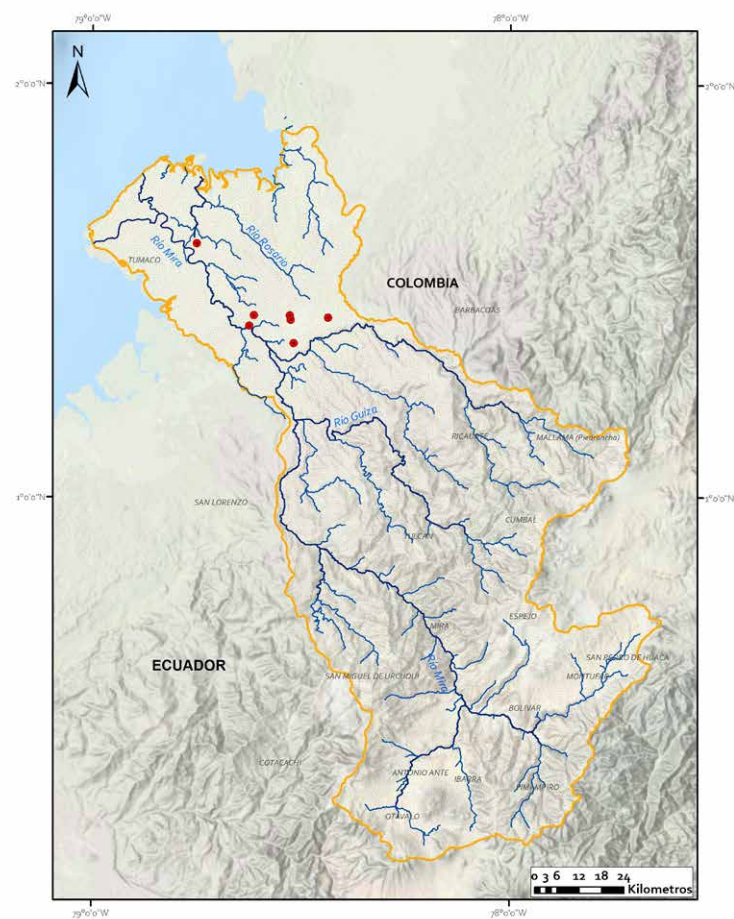 79°0'0"W
78°0'0"W
N
2°0'0"N
2°0'0"N
Río Rosario
Río Mira
TUMACO
COLOMBIA
BARBACOAS
Río Guiza
RICAURTE
MALLAMA (Piedrancha)
1°0'0"N
1°0'0"N
SAN LORENZO
CUMBAL
TULCAN
ESPEJO
MIRA
SAN PEDRO DE HUACA
ECUADOR
Río Mira
SAN MIGUEL DE URCUQUI
MONTUFAR
BOLIVAR
COTACACHI
ANTONIO ANTE
IBARRA
PIMAMPIRO
OTAVALO
0 3 6 12 18 24
Kilometros
79°0'0"W
78°0'0"W